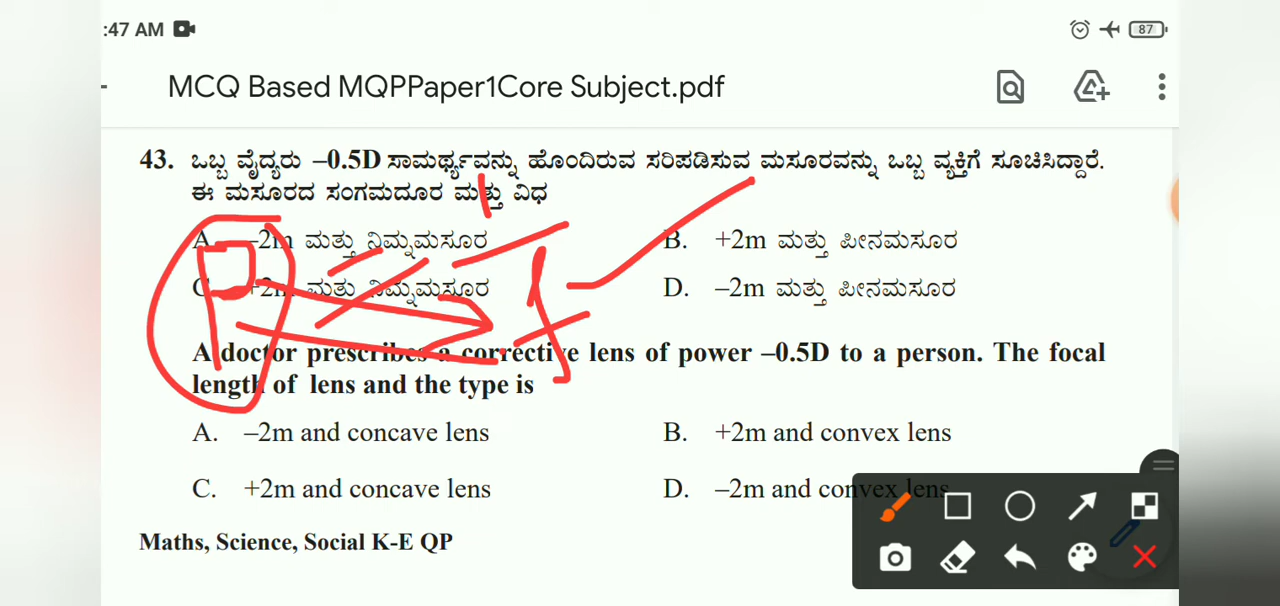 :47 AM
87
MCQ Based MQPPaper1Core Subject.pdf
43. ಒಬ್ಬ ವೈದ್ಯರು –0.5D ಸಾಮರ್ಥ್ಯವನ್ನು ಹೊಂದಿರುವ ಸರಿಪಡಿಸುವ ಮಸೂರವನ್ನು ಒಬ್ಬ ವ್ಯಕ್ತಿಗೆ ಸೂಚಿಸಿದ್ದಾರೆ.
ಈ ಮಸೂರದ ಸಂಗಮದೂರ ಮತ್ತು ವಿಧ
A. –2m ಮತ್ತು ನಿಮ್ನಮಸೂರ B. +2m ಮತ್ತು ಪೀನಮಸೂರ
C. +2m ಮತ್ತು ನಿಮ್ನಮಸೂರ D. –2m ಮತ್ತು ಪೀನಮಸೂರ
A doctor prescribes a corrective lens of power –0.5D to a person. The focal
length of lens and the type is
A. –2m and concave lens B. +2m and convex lens
C. +2m and concave lens D. –2m and convex lens
Maths, Science, Social K-E QP